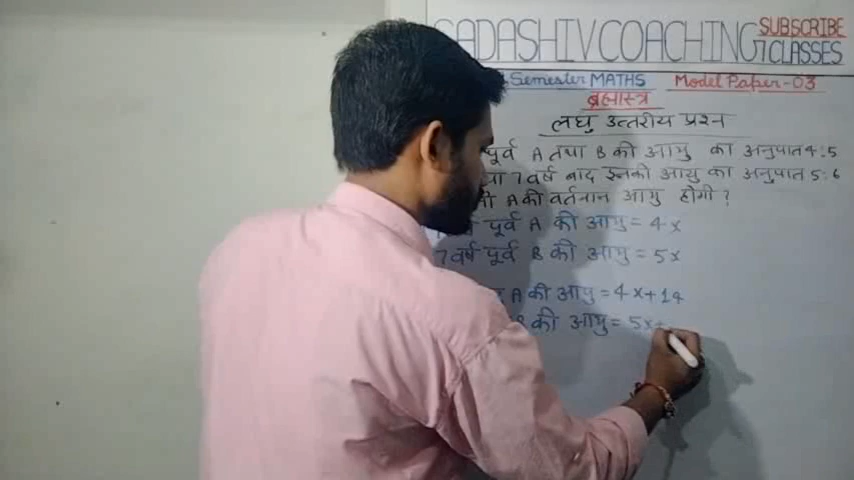 SADASHIV COACHING CLASSES
SUBSCRIBE
Semester MATHS Model Paper-03
ब्रह्मास्त्र
लघु उत्तरीय प्रश्न
पूर्व A तथा B की आयु का अनुपात 4:5
7 वर्ष बाद इनकी आयु का अनुपात 5:6
A की वर्तमान आयु होगी ?
पूर्व A की आयु = 4x
7 वर्ष पूर्व B की आयु = 5x
A की आयु = 4x+14
B की आयु = 5x+